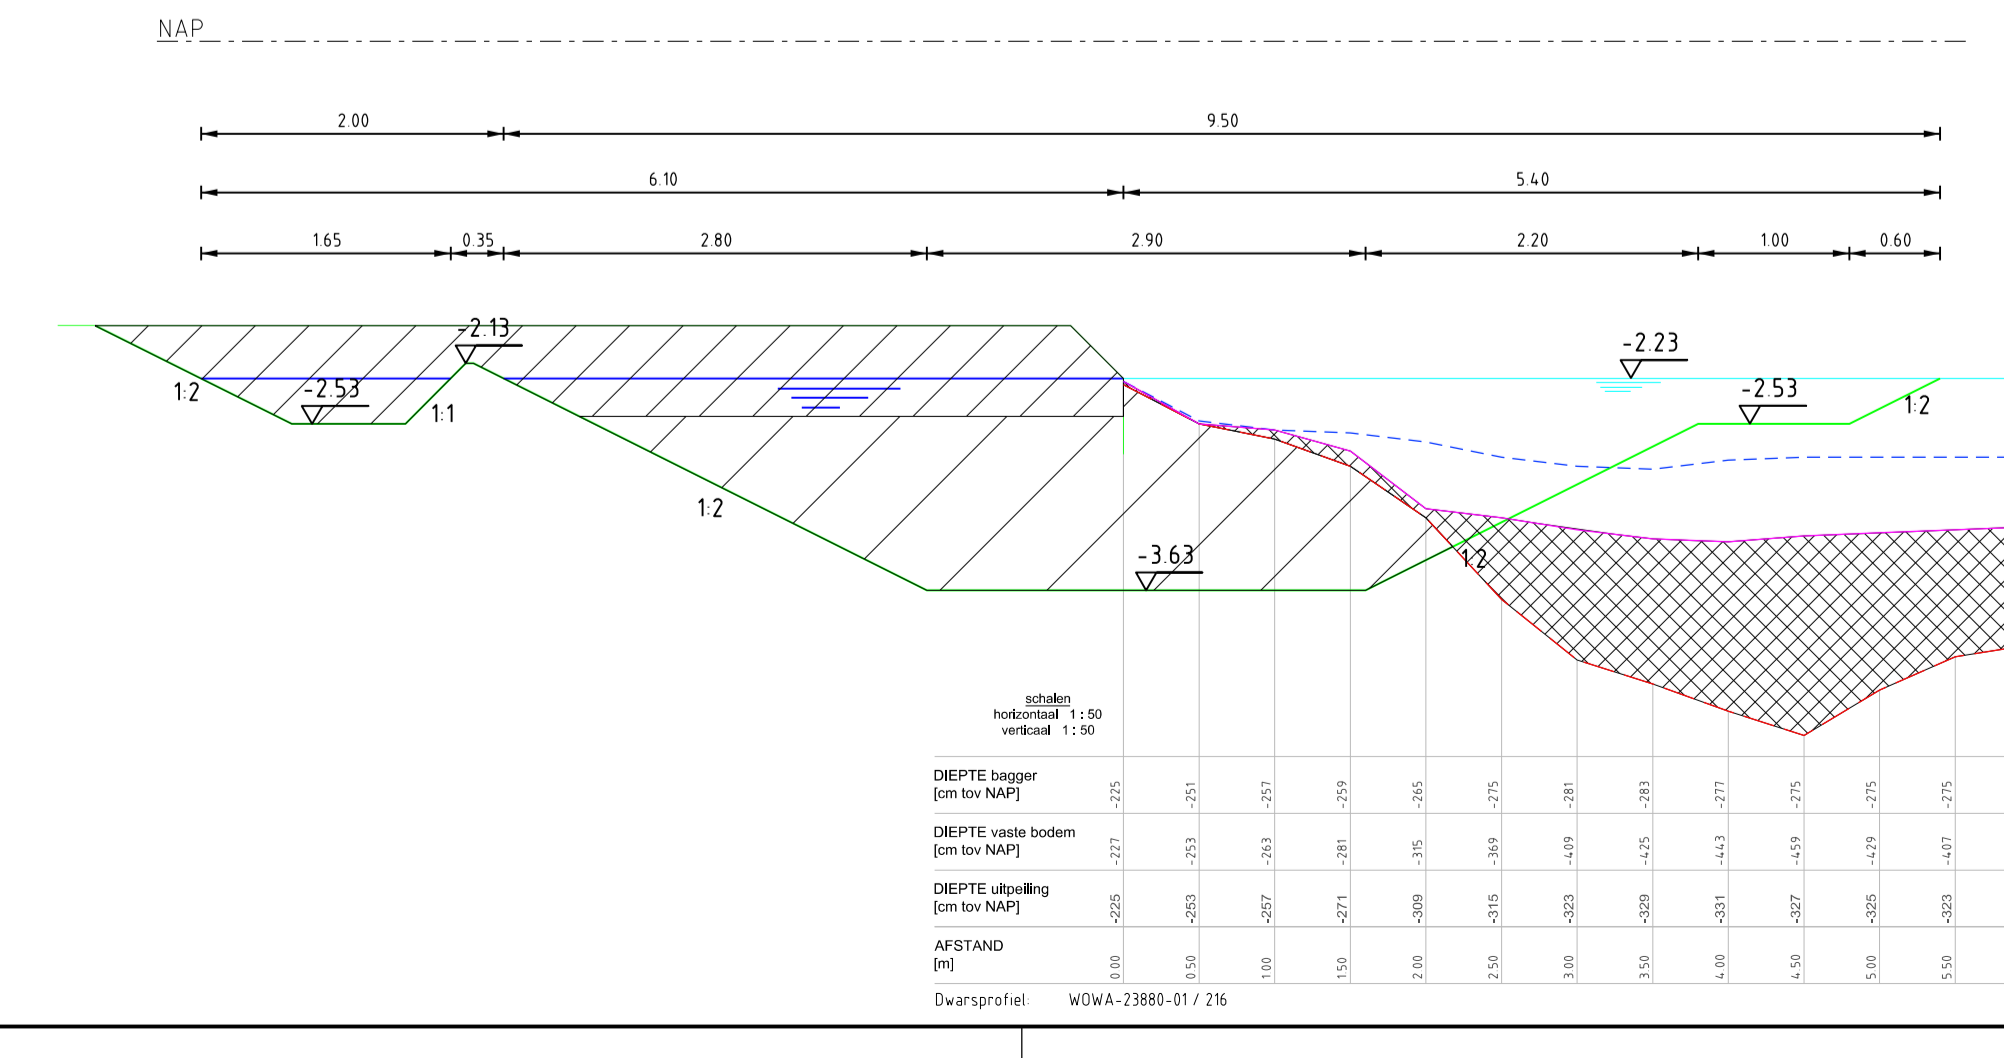 NAP
2.00 9.50
6.10 5.40
1.65 0.35 2.80 2.90 2.20 1.00 0.60
-2.13
-2.23
1:2 -2.53 1:1
-2.53 1:2
1:2
-3.63
1:2
schalen
horizontaal 1 : 50
verticaal 1 : 50
DIEPTE bagger
[cm tov NAP] -225 -251 -257 -259 -265 -275 -281 -283 -277 -275 -275 -275
DIEPTE vaste bodem
[cm tov NAP] -227 -253 -263 -281 -315 -369 -409 -425 -443 -459 -429 -407
DIEPTE uitpeiling
[cm tov NAP] -225 -253 -257 -271 -309 -315 -323 -329 -331 -327 -325 -323
AFSTAND
[m] 0.00 0.50 1.00 1.50 2.00 2.50 3.00 3.50 4.00 4.50 5.00 5.50
Dwarsprofiel: WOWA-23880-01 / 216